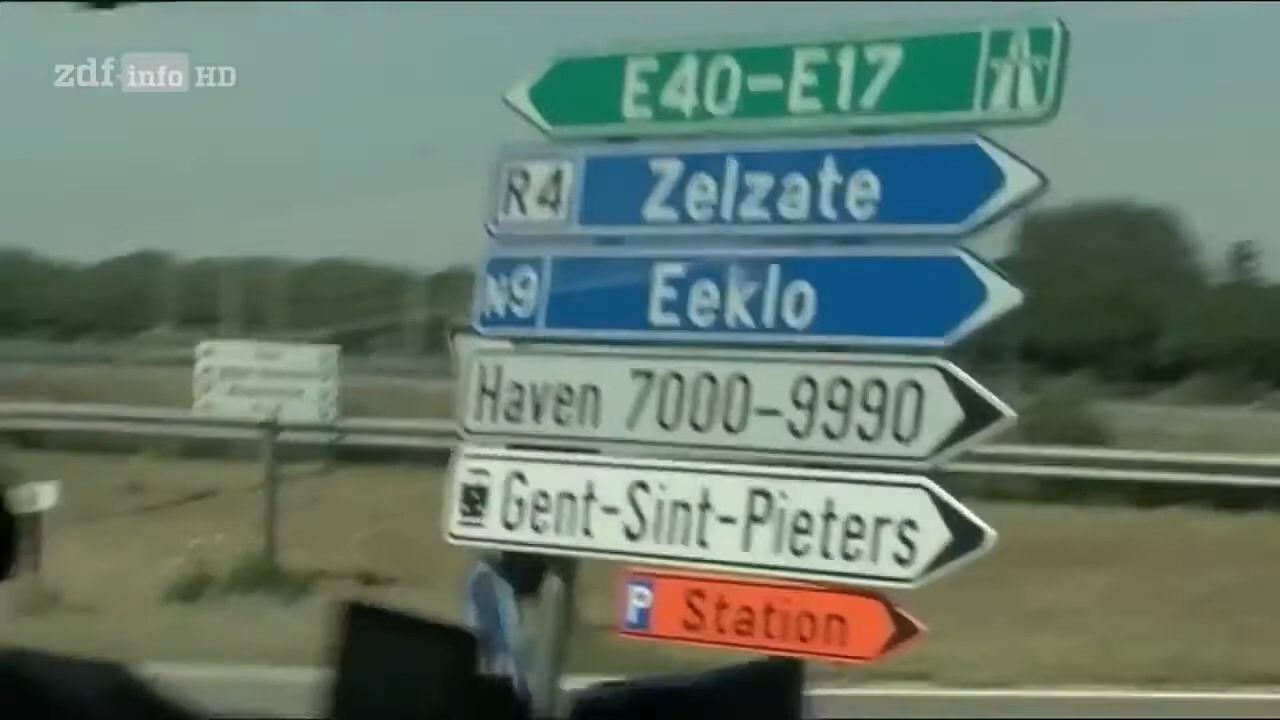 zdf info HD
E40-E17
R4 Zelzate
N9 Eeklo
Haven 7000-9990
Gent-Sint-Pieters
P Station